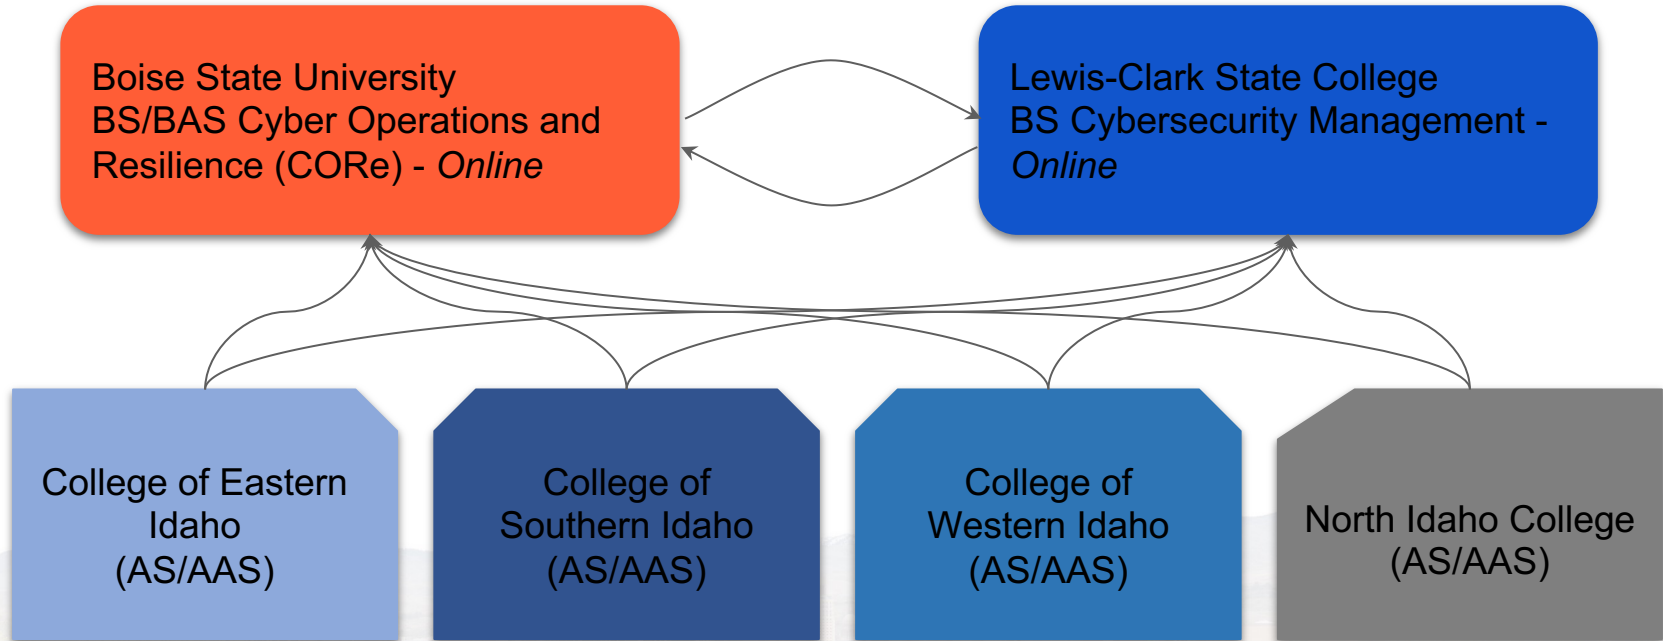 Boise State University
BS/BAS Cyber Operations and
Resilience (CORe) - Online
Lewis-Clark State College
BS Cybersecurity Management -
Online
College of Eastern
Idaho
(AS/AAS)
College of
Southern Idaho
(AS/AAS)
College of
Western Idaho
(AS/AAS)
North Idaho College
(AS/AAS)